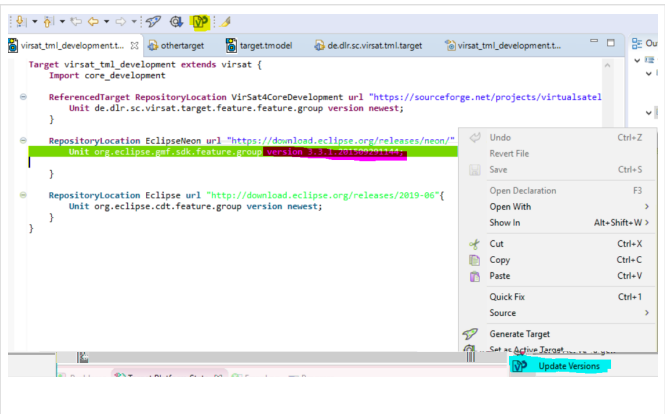 virsat_tml_development.t...
othertarget
target.tmodel
de.dlr.sc.virsat.tml.target
virsat_tml_development.t...
Ou
Target virsat_tml_development extends virsat {
Import core_development
ReferencedTarget RepositoryLocation VirSat4CoreDevelopment url "https://sourceforge.net/projects/virtualsatel
Unit de.dlr.sc.virsat.target.feature.feature.group version newest;
}
RepositoryLocation EclipseNeon url "https://download.eclipse.org/releases/neon/"
Unit org.eclipse.gmf.sdk.feature.group version
}
RepositoryLocation Eclipse url "http://download.eclipse.org/releases/2019-06"{
Unit org.eclipse.cdt.feature.group version newest;
}
}
Undo Ctrl+Z
Revert File
Save Ctrl+S
Open Declaration F3
Open With >
Show In Alt+Shift+W >
Cut Ctrl+X
Copy Ctrl+C
Paste Ctrl+V
Quick Fix Ctrl+1
Source >
Generate Target
Set as Active Target
Update Versions